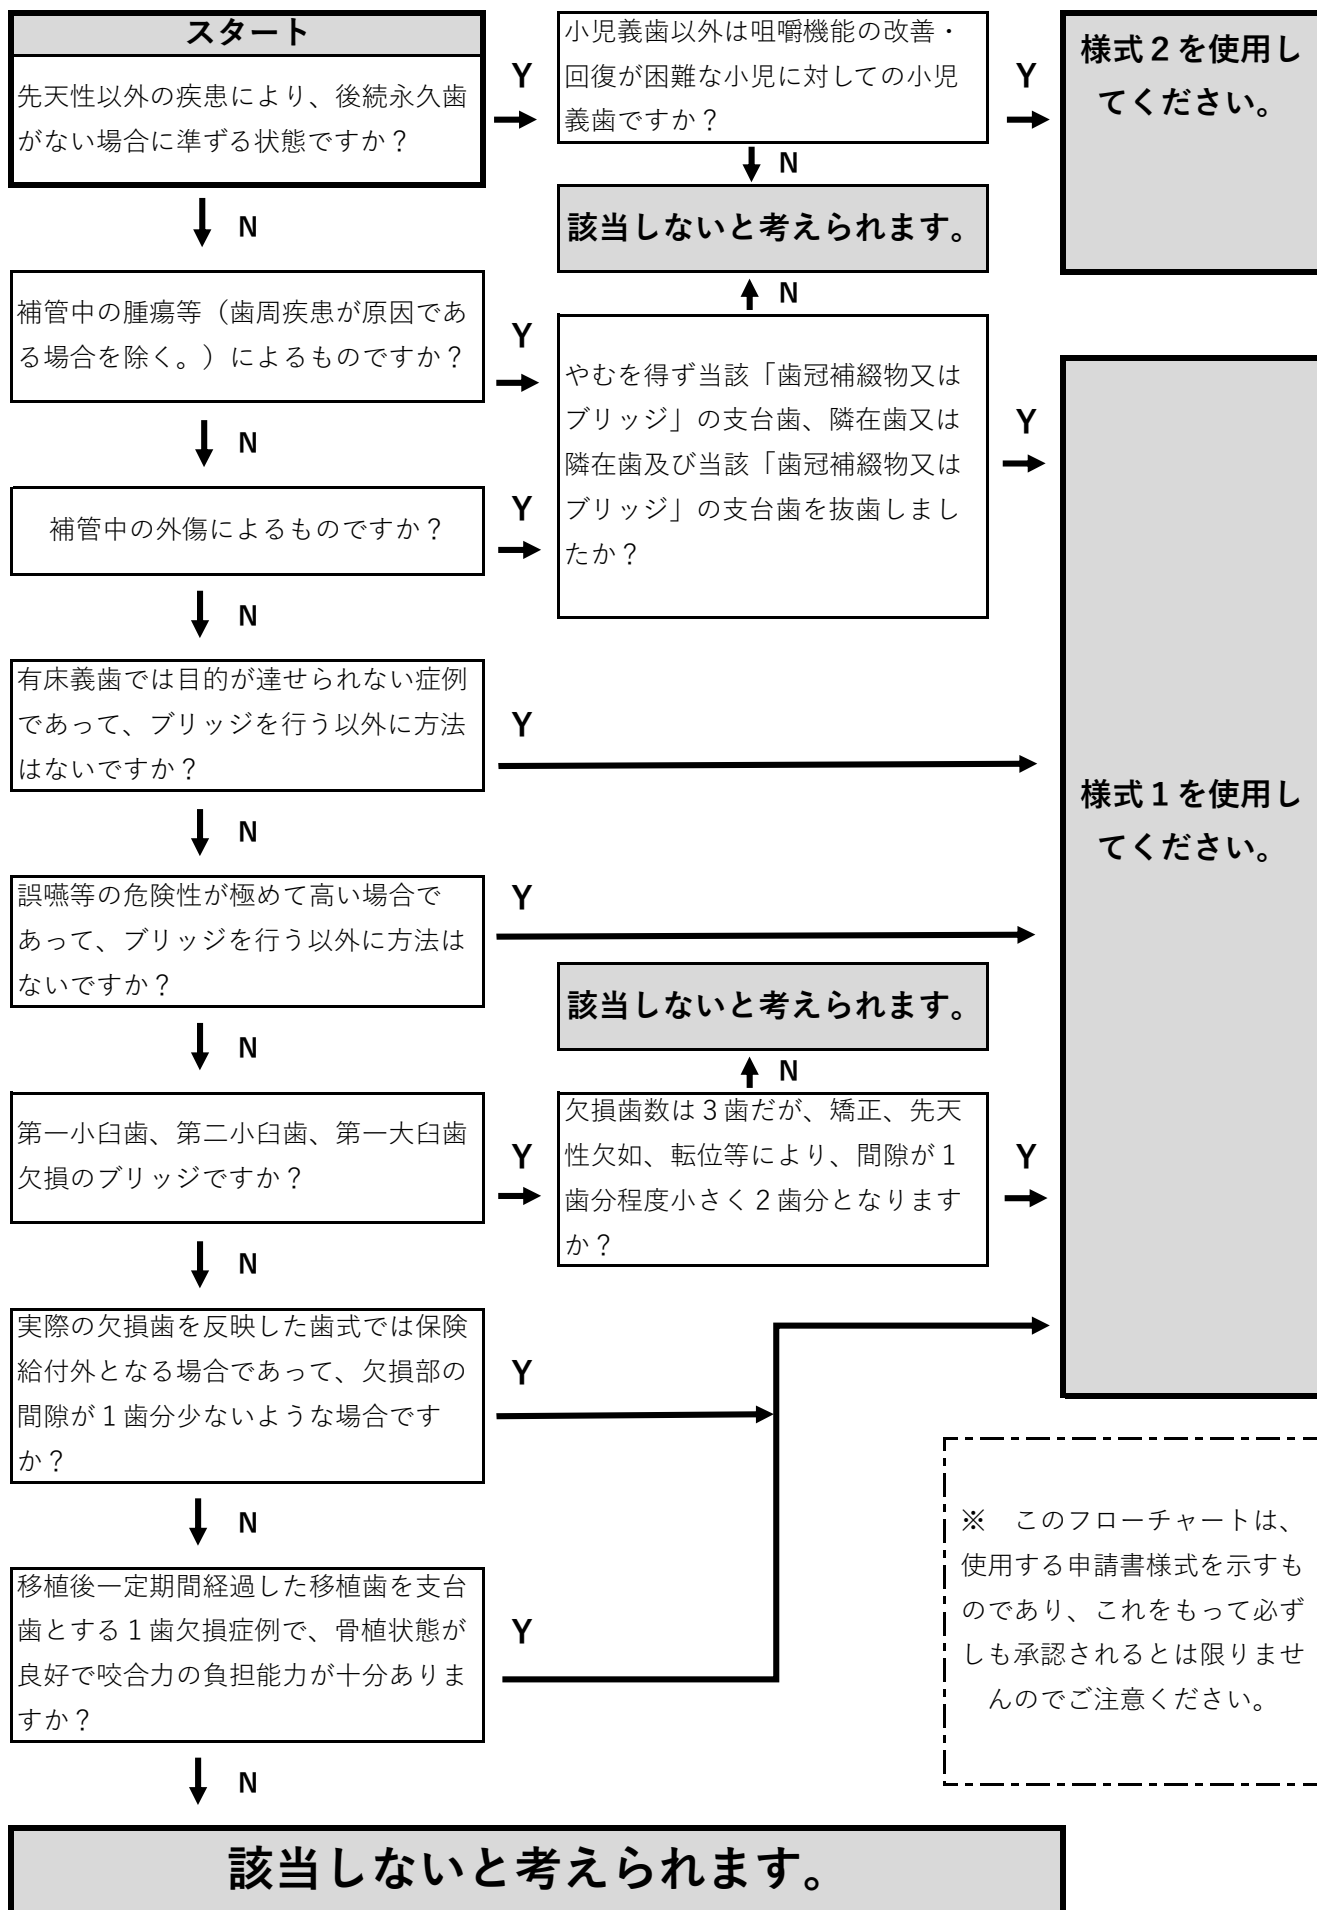 スタート
先天性以外の疾患により、後続永久歯
がない場合に準ずる状態ですか？
Y
小児義歯以外は咀嚼機能の改善・
回復が困難な小児に対しての小児
義歯ですか？
Y
様式２を使用し
てください。
N
該当しないと考えられます。
N
補管中の腫瘍等（歯周疾患が原因であ
る場合を除く。）によるものですか？
Y
N
やむを得ず当該「歯冠補綴物又は
ブリッジ」の支台歯、隣在歯又は
隣在歯及び当該「歯冠補綴物又は
ブリッジ」の支台歯を抜歯しまし
たか？
Y
N
補管中の外傷によるものですか？
Y
N
有床義歯では目的が達せられない症例
であって、ブリッジを行う以外に方法
はないですか？
Y
様式１を使用し
てください。
N
誤嚥等の危険性が極めて高い場合で
あって、ブリッジを行う以外に方法は
ないですか？
Y
該当しないと考えられます。
N
N
第一小臼歯、第二小臼歯、第一大臼歯
欠損のブリッジですか？
Y
欠損歯数は３歯だが、矯正、先天
性欠如、転位等により、間隙が１
歯分程度小さく２歯分となります
か？
Y
N
実際の欠損歯を反映した歯式では保険
給付外となる場合であって、欠損部の
間隙が１歯分少ないような場合です
か？
Y
N
移植後一定期間経過した移植歯を支台
歯とする１歯欠損症例で、骨植状態が
良好で咬合力の負担能力が十分ありま
すか？
Y
※　このフローチャートは、
使用する申請書様式を示すも
のであり、これをもって必ず
しも承認されるとは限りませ
んのでご注意ください。
N
該当しないと考えられます。